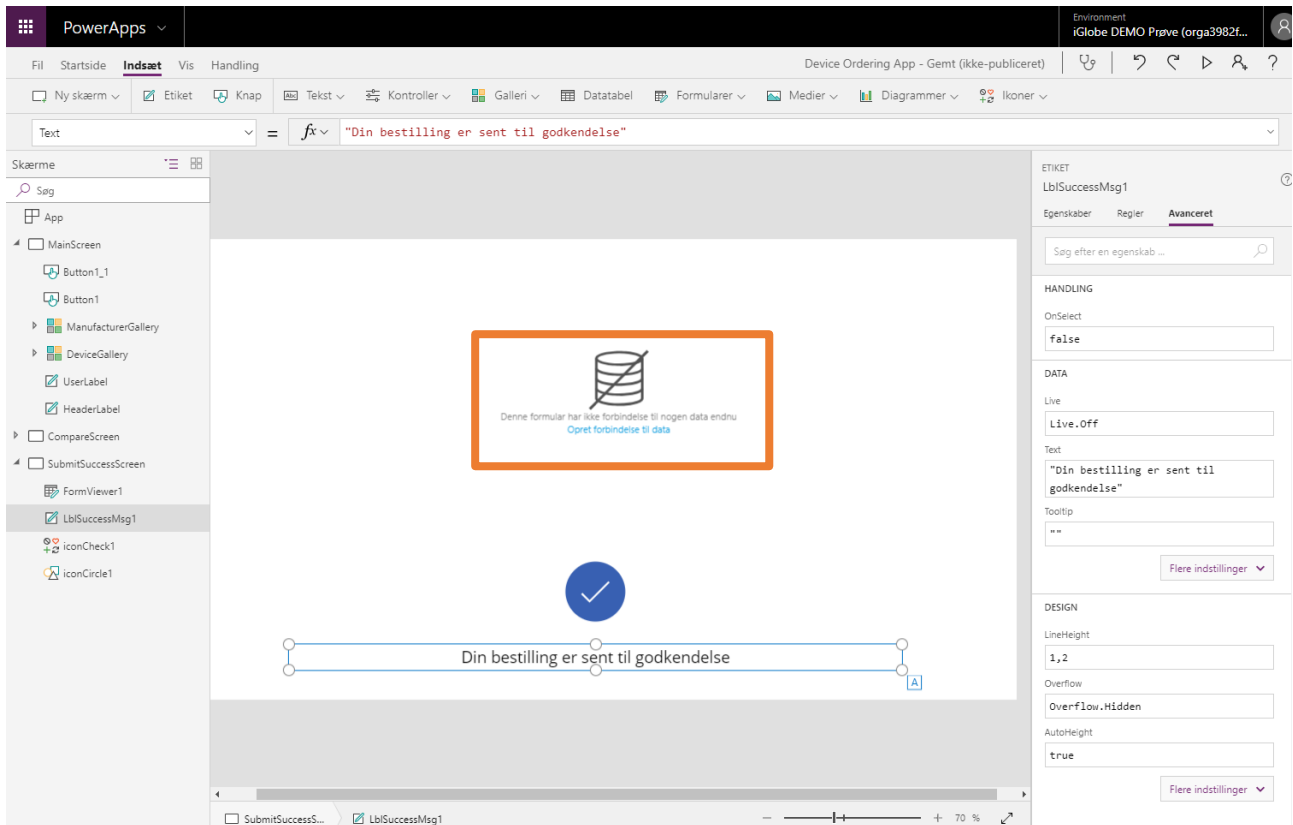 PowerApps
Environment
iGlobe DEMO Prøve (orga3982f...
Fil Startside Indsæt Vis Handling
Device Ordering App - Gemt (ikke-publiceret)
?
Ny skærm Etiket Knap Abc Tekst Kontroller Galleri Datatabel Formularer Medier Diagrammer Ikoner
Text = fx "Din bestilling er sent til godkendelse"
Skærme
Søg
App
MainScreen
Button1_1
Button1
ManufacturerGallery
DeviceGallery
UserLabel
HeaderLabel
CompareScreen
SubmitSuccessScreen
FormViewer1
LblSuccessMsg1
iconCheck1
iconCircle1
Denne formular har ikke forbindelse til nogen data endnu
Opret forbindelse til data
Din bestilling er sent til godkendelse
A
SubmitSuccessS... LblSuccessMsg1
70 %
ETIKET
LblSuccessMsg1
Egenskaber Regler Avanceret
Søg efter en egenskab ...
HANDLING
OnSelect
false
DATA
Live
Live.Off
Text
"Din bestilling er sent til
godkendelse"
Tooltip
""
Flere indstillinger
DESIGN
LineHeight
1,2
Overflow
Overflow.Hidden
AutoHeight
true
Flere indstillinger